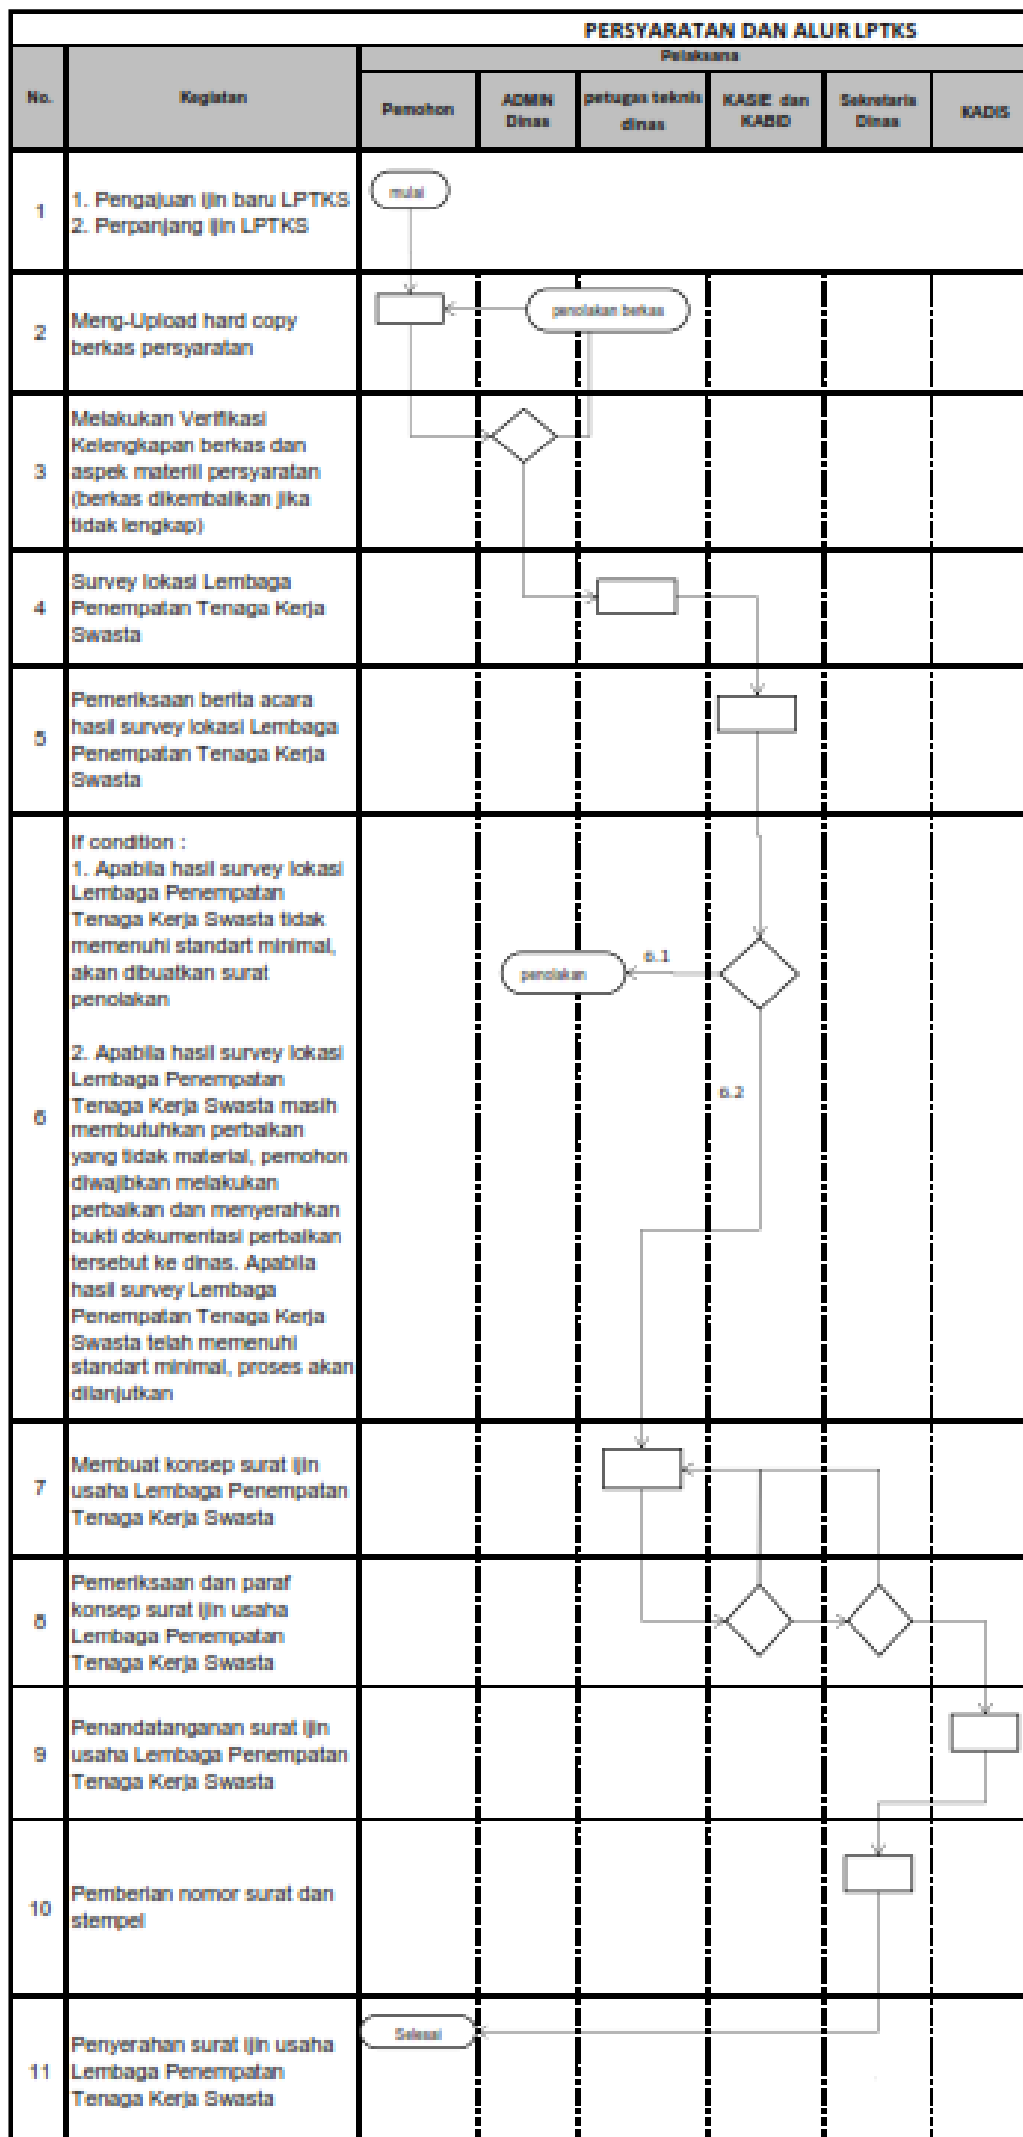 PERSYARATAN DAN ALUR LPTKS
No.
Kegiatan
Pelaksana
Pemohon
ADMIN
Dinas
petugas teknis
dinas
KASIE dan
KABID
Sekretaris
Dinas
KADIS
1
1. Pengajuan ijin baru LPTKS
2. Perpanjang ijin LPTKS
mulai
2
Meng-Upload hard copy
berkas persyaratan
penolakan berkas
3
Melakukan Verifikasi
Kelengkapan berkas dan
aspek materiil persyaratan
(berkas dikembalikan jika
tidak lengkap)
4
Survey lokasi Lembaga
Penempatan Tenaga Kerja
Swasta
5
Pemeriksaan berita acara
hasil survey lokasi Lembaga
Penempatan Tenaga Kerja
Swasta
6
If condition :
1. Apabila hasil survey lokasi
Lembaga Penempatan
Tenaga Kerja Swasta tidak
memenuhi standart minimal,
akan dibuatkan surat
penolakan
2. Apabila hasil survey lokasi
Lembaga Penempatan
Tenaga Kerja Swasta masih
membutuhkan perbaikan
yang tidak material, pemohon
diwajibkan melakukan
perbaikan dan menyerahkan
bukti dokumentasi perbaikan
tersebut ke dinas. Apabila
hasil survey Lembaga
Penempatan Tenaga Kerja
Swasta telah memenuhi
standart minimal, proses akan
dilanjutkan
penolakan
6.1
6.2
7
Membuat konsep surat ijin
usaha Lembaga Penempatan
Tenaga Kerja Swasta
8
Pemeriksaan dan paraf
konsep surat ijin usaha
Lembaga Penempatan
Tenaga Kerja Swasta
9
Penandatanganan surat ijin
usaha Lembaga Penempatan
Tenaga Kerja Swasta
10
Pemberian nomor surat dan
stempel
11
Penyerahan surat ijin usaha
Lembaga Penempatan
Tenaga Kerja Swasta
Selesai